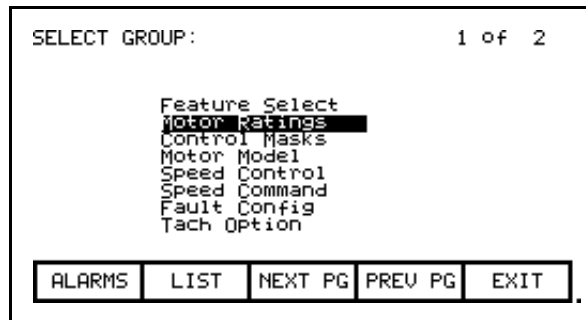 SELECT GROUP: 1 of 2
Feature Select
Motor Ratings
Control Masks
Motor Model
Speed Control
Speed Command
Fault Config
Tach Option
ALARMS LIST NEXT PG PREV PG EXIT